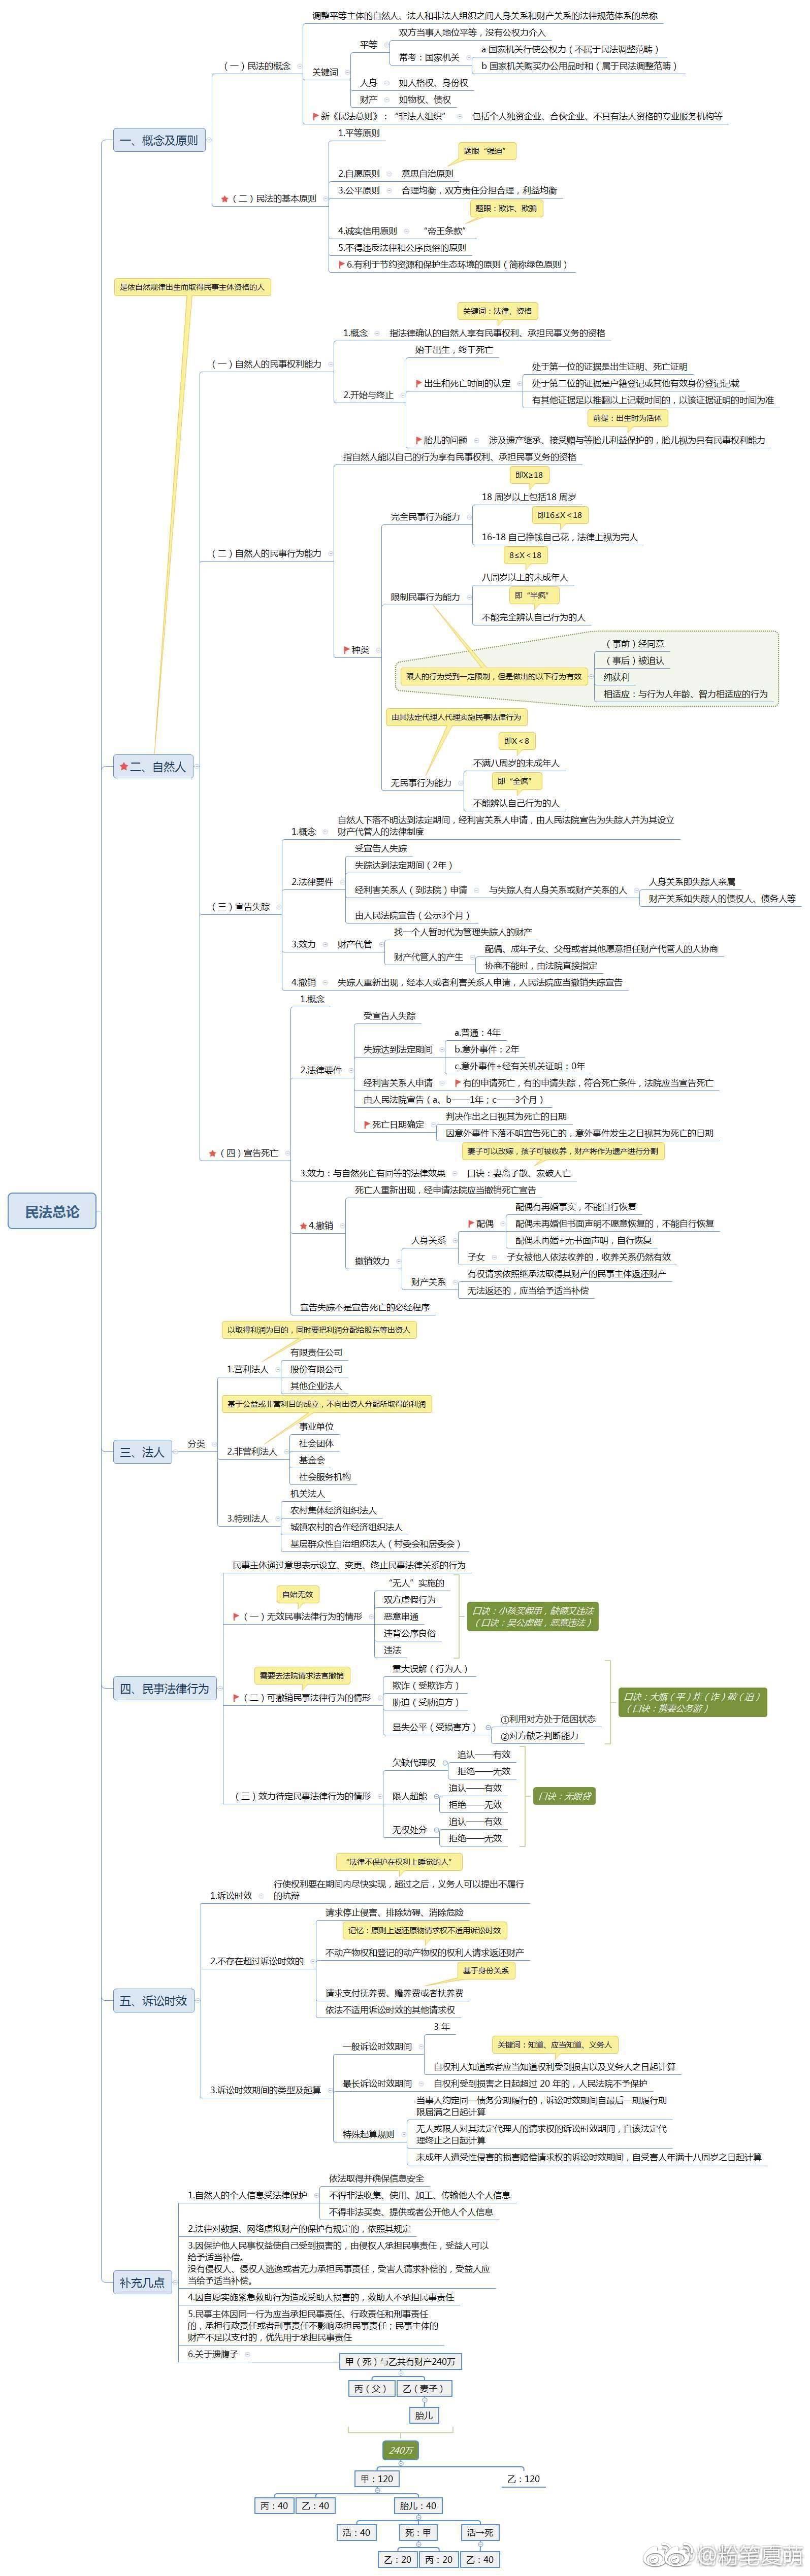 民法总论
一、概念及原则
（一）民法的概念
调整平等主体的自然人、法人和非法人组织之间人身关系和财产关系的法律规范体系的总称
关键词
平等
双方当事人地位平等，没有公权力介入
常考：国家机关
a 国家机关行使公权力（不属于民法调整范畴）
b 国家机关购买办公用品时和（属于民法调整范畴）
人身
如人格权、身份权
财产
如物权、债权
新《民法总则》：“非法人组织”
包括个人独资企业、合伙企业、不具有法人资格的专业服务机构等
（二）民法的基本原则
1.平等原则
题眼“强迫”
2.自愿原则
意思自治原则
3.公平原则
合理均衡，双方责任分担合理，利益均衡
题眼：欺诈、欺骗
4.诚实信用原则
“帝王条款”
5.不得违反法律和公序良俗的原则
6.有利于节约资源和保护生态环境的原则（简称绿色原则）
是依自然规律出生而取得民事主体资格的人
二、自然人
（一）自然人的民事权利能力
关键词：法律、资格
1.概念
指法律确认的自然人享有民事权利、承担民事义务的资格
2.开始与终止
始于出生，终于死亡
出生和死亡时间的认定
处于第一位的证据是出生证明、死亡证明
处于第二位的证据是户籍登记或其他有效身份登记记载
有其他证据足以推翻以上记载时间的，以该证据证明的时间为准
前提：出生时为活体
胎儿的问题
涉及遗产继承、接受赠与等胎儿利益保护的，胎儿视为具有民事权利能力
（二）自然人的民事行为能力
指自然人能以自己的行为享有民事权利、承担民事义务的资格
种类
完全民事行为能力
即X≥18
18 周岁以上包括18 周岁
即16≤X＜18
16-18 自己挣钱自己花，法律上视为完人
限制民事行为能力
8≤X＜18
八周岁以上的未成年人
即“半疯”
不能完全辨认自己行为的人
限人的行为受到一定限制，但是做出的以下行为有效
（事前）经同意
（事后）被追认
纯获利
相适应：与行为人年龄、智力相适应的行为
由其法定代理人代理实施民事法律行为
无民事行为能力
即X＜8
不满八周岁的未成年人
即“全疯”
不能辨认自己行为的人
（三）宣告失踪
1.概念
自然人下落不明达到法定期间，经利害关系人申请，由人民法院宣告为失踪人并为其设立
财产代管人的法律制度
2.法律要件
受宣告人失踪
失踪达到法定期间（2年）
经利害关系人（到法院）申请
与失踪人有人身关系或财产关系的人
人身关系即失踪人亲属
财产关系如失踪人的债权人、债务人等
由人民法院宣告（公示3个月）
3.效力
财产代管
找一个人暂时代为管理失踪人的财产
财产代管人的产生
配偶、成年子女、父母或者其他愿意担任财产代管人的人协商
协商不能时，由法院直接指定
4.撤销
失踪人重新出现，经本人或者利害关系人申请，人民法院应当撤销失踪宣告
（四）宣告死亡
1.概念
2.法律要件
受宣告人失踪
失踪达到法定期间
a.普通：4年
b.意外事件：2年
c.意外事件+经有关机关证明：0年
经利害关系人申请
有的申请死亡，有的申请失踪，符合死亡条件，法院应当宣告死亡
由人民法院宣告（a、b——1年；c——3个月）
死亡日期确定
判决作出之日视其为死亡的日期
因意外事件下落不明宣告死亡的，意外事件发生之日视其为死亡的日期
妻子可以改嫁，孩子可被收养，财产将作为遗产进行分割
3.效力：与自然死亡有同等的法律效果
口诀：妻离子散、家破人亡
4.撤销
死亡人重新出现，经申请法院应当撤销死亡宣告
撤销效力
人身关系
配偶
配偶有再婚事实，不能自行恢复
配偶未再婚但书面声明不愿意恢复的，不能自行恢复
配偶未再婚+无书面声明，自行恢复
子女
子女被他人依法收养的，收养关系仍然有效
财产关系
有权请求依照继承法取得其财产的民事主体返还财产
无法返还的，应当给予适当补偿
宣告失踪不是宣告死亡的必经程序
三、法人
分类
以取得利润为目的，同时要把利润分配给股东等出资人
1.营利法人
有限责任公司
股份有限公司
其他企业法人
基于公益或非营利目的成立，不向出资人分配所取得的利润
2.非营利法人
事业单位
社会团体
基金会
社会服务机构
3.特别法人
机关法人
农村集体经济组织法人
城镇农村的合作经济组织法人
基层群众性自治组织法人（村委会和居委会）
四、民事法律行为
民事主体通过意思表示设立、变更、终止民事法律关系的行为
自始无效
（一）无效民事法律行为的情形
“无人”实施的
双方虚假行为
恶意串通
违背公序良俗
违法
口诀：小孩买假用，缺德又违法
（口诀：吴公虚假，恶意违法）
需要去法院请求法官撤销
（二）可撤销民事法律行为的情形
重大误解（行为人）
欺诈（受欺诈方）
胁迫（受胁迫方）
显失公平（受损害方）
①利用对方处于危困状态
②对方缺乏判断能力
口诀：大瓶（平）炸（诈）破（迫）
（三）效力待定民事法律行为的情形
欠缺代理权
追认——有效
拒绝——无效
限人超能
追认——有效
拒绝——无效
无权处分
追认——有效
拒绝——无效
口诀：无限贷
五、诉讼时效
“法律不保护在权利上睡觉的人”
1.诉讼时效
行使权利要在期间内尽快实现，超过之后，义务人可以提出不履行
的抗辩
2.不存在超过诉讼时效的
请求停止侵害、排除妨碍、消除危险
记忆：原则上返还原物请求权不适用诉讼时效
不动产物权和登记的动产物权的权利人请求返还财产
基于身份关系
请求支付抚养费、赡养费或者扶养费
依法不适用诉讼时效的其他请求权
3.诉讼时效期间的类型及起算
一般诉讼时效期间
3 年
关键词：知道、应当知道、义务人
自权利人知道或者应当知道权利受到损害以及义务人之日起计算
最长诉讼时效期间
自权利受到损害之日起超过 20 年的，人民法院不予保护
特殊起算规则
当事人约定同一债务分期履行的，诉讼时效期间自最后一期履行期
限届满之日起计算
无人或限人对其法定代理人的请求权的诉讼时效期间，自该法定代
理终止之日起计算
未成年人遭受性侵害的损害赔偿请求权的诉讼时效期间，自受害人年满十八周岁之日起计算
补充几点
1.自然人的个人信息受法律保护
依法取得并确保信息安全
不得非法收集、使用、加工、传输他人个人信息
不得非法买卖、提供或者公开他人个人信息
2.法律对数据、网络虚拟财产的保护有规定的，依照其规定
3.因保护他人民事权益使自己受到损害的，由侵权人承担民事责任，受益人可以
给予适当补偿。
没有侵权人、侵权人逃逸或者无力承担民事责任，受害人请求补偿的，受益人应
当给予适当补偿。
4.因自愿实施紧急救助行为造成受助人损害的，救助人不承担民事责任
5.民事主体因同一行为应当承担民事责任、行政责任和刑事责任
的，承担行政责任或者刑事责任不影响承担民事责任；民事主体的
财产不足以支付的，优先用于承担民事责任
6.关于遗腹子
甲（死）与乙共有财产240万
丙（父）
乙（妻子）
胎儿
240万
甲：120
乙：120
丙：40
乙：40
胎儿：40
活：40
死：甲
活→死
乙：20
丙：20
乙：40
@粉笔夏萌